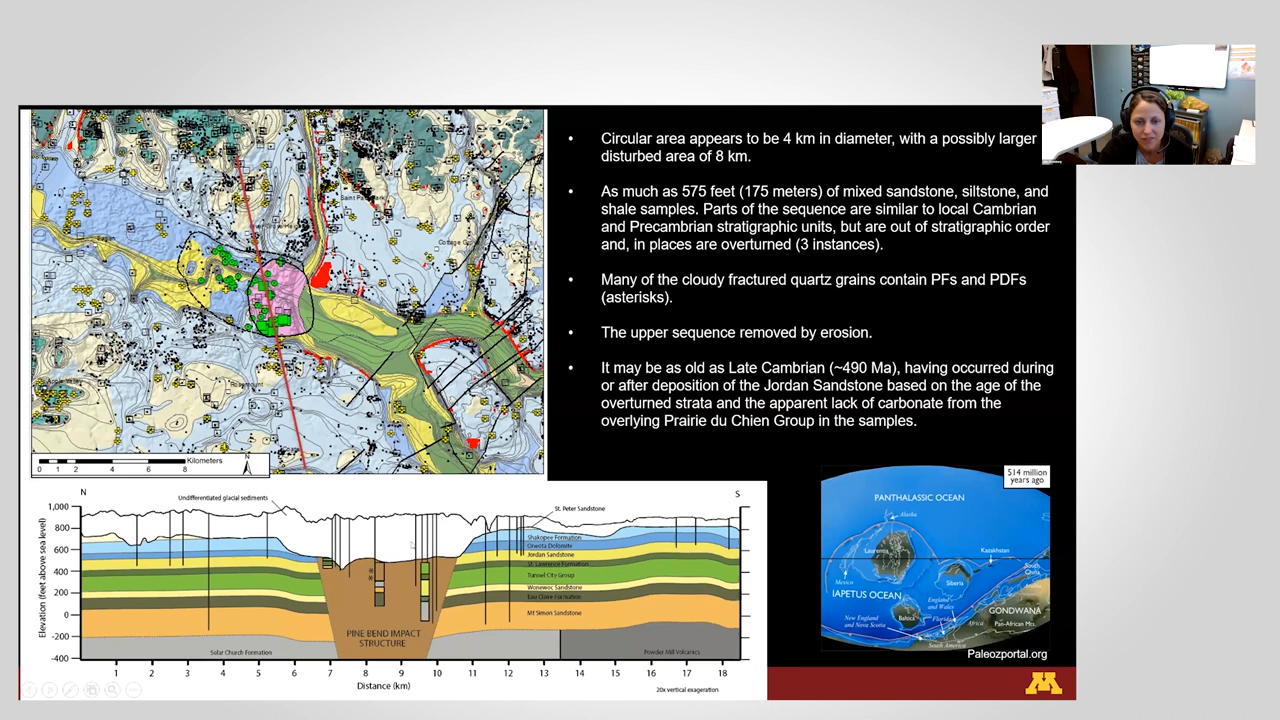 • Circular area appears to be 4 km in diameter, with a possibly larger
disturbed area of 8 km.
• As much as 575 feet (175 meters) of mixed sandstone, siltstone, and
shale samples. Parts of the sequence are similar to local Cambrian
and Precambrian stratigraphic units, but are out of stratigraphic order
and, in places are overturned (3 instances).
• Many of the cloudy fractured quartz grains contain PFs and PDFs
(asterisks).
• The upper sequence removed by erosion.
• It may be as old as Late Cambrian (~490 Ma), having occurred during
or after deposition of the Jordan Sandstone based on the age of the
overturned strata and the apparent lack of carbonate from the
overlying Prairie du Chien Group in the samples.
Rosemount
Kilometers
N
0 1 2 4 6 8
N
S
Undifferentiated glacial sediments
St. Peter Sandstone
Elevation (feet above sea level)
1,000
800
600
400
200
0
-200
-400
Shakopee Formation
Oneota Dolomite
Jordan Sandstone
St. Lawrence Formation
Tunnel City Group
Wonewoc Sandstone
Eau Claire Formation
Mt Simon Sandstone
PINE BEND IMPACT
STRUCTURE
Solar Church Formation
Powder Mill Volcanics
1 2 3 4 5 6 7 8 9 10 11 12 13 14 15 16 17 18
Distance (km)
20x vertical exageration
514 million
years ago
PANTHALASSIC OCEAN
Alaska
Laurentia
Kazakhstan
Siberia
South
China
Mexico
IAPETUS OCEAN
England
and Wales
Baltica
Florida
Africa
GONDWANA
Pan-African Mts.
New England
and Nova Scotia
South America
Paleozportal.org
M